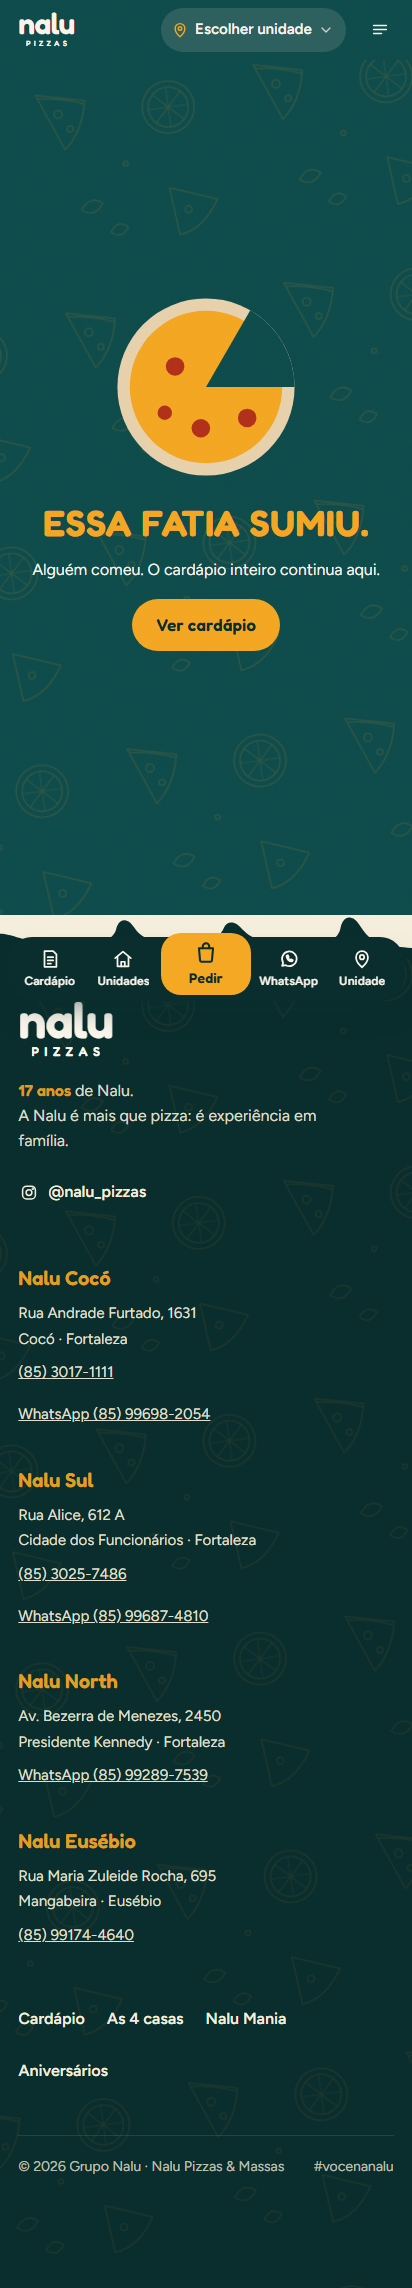 nalu
PIZZAS
Escolher unidade
ESSA FATIA SUMIU.
Alguém comeu. O cardápio inteiro continua aqui.
Ver cardápio
Cardápio
Unidades
Pedir
WhatsApp
Unidade
nalu
PIZZAS
17 anos de Nalu.
A Nalu é mais que pizza: é experiência em
família.
@nalu_pizzas
Nalu Cocó
Rua Andrade Furtado, 1631
Cocó · Fortaleza
(85) 3017-1111
WhatsApp (85) 99698-2054
Nalu Sul
Rua Alice, 612 A
Cidade dos Funcionários · Fortaleza
(85) 3025-7486
WhatsApp (85) 99687-4810
Nalu North
Av. Bezerra de Menezes, 2450
Presidente Kennedy · Fortaleza
WhatsApp (85) 99289-7539
Nalu Eusébio
Rua Maria Zuleide Rocha, 695
Mangabeira · Eusébio
(85) 99174-4640
Cardápio As 4 casas Nalu Mania
Aniversários
© 2026 Grupo Nalu · Nalu Pizzas & Massas #vocenanalu